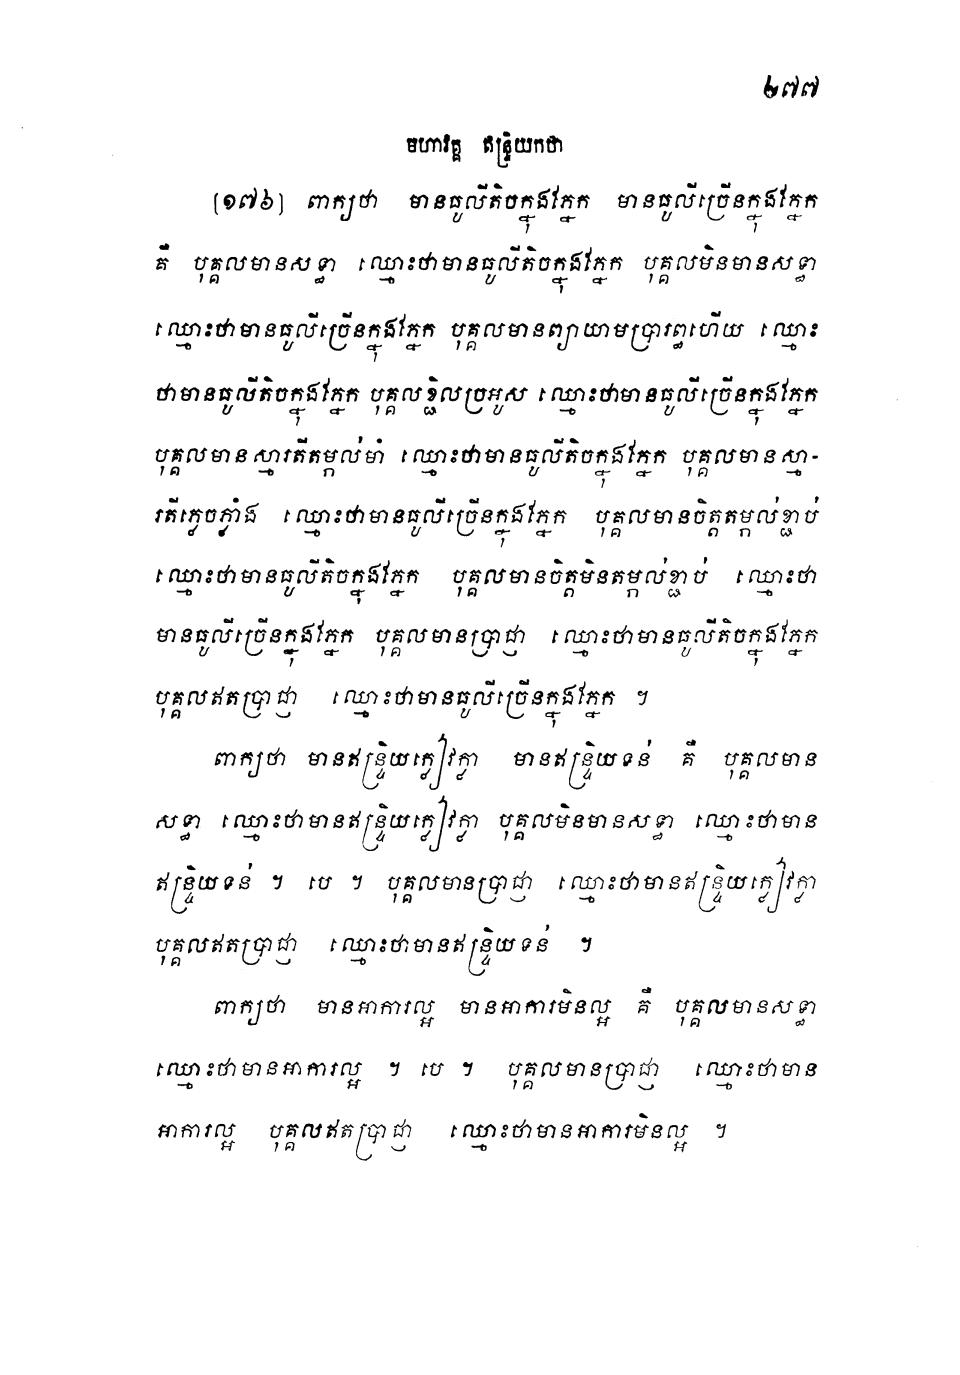 ២៧៧
មហាវគ្គ ឥន្ទ្រិយកថា
[១៧៦] ពាក្យថា មានធូលីតិចក្នុងភ្នែក មានធូលីច្រើនក្នុងភ្នែក
គឺ បុគ្គលមានសទ្ធា ឈ្មោះថាមានធូលីតិចក្នុងភ្នែក បុគ្គលមិនមានសទ្ធា
ឈ្មោះថាមានធូលីច្រើនក្នុងភ្នែក បុគ្គលមានព្យាយាមប្រារព្ធហើយ ឈ្មោះ
ថាមានធូលីតិចក្នុងភ្នែក បុគ្គលខ្ជិលច្រអូស ឈ្មោះថាមានធូលីច្រើនក្នុងភ្នែក
បុគ្គលមានស្មារតីតម្កល់មាំ ឈ្មោះថាមានធូលីតិចក្នុងភ្នែក បុគ្គលមានស្មា-
រតីភ្លេចភ្លាំង ឈ្មោះថាមានធូលីច្រើនក្នុងភ្នែក បុគ្គលមានចិត្តតម្កល់ខ្ជាប់
ឈ្មោះថាមានធូលីតិចក្នុងភ្នែក បុគ្គលមានចិត្តមិនតម្កល់ខ្ជាប់ ឈ្មោះថា
មានធូលីច្រើនក្នុងភ្នែក បុគ្គលមានប្រាជ្ញា ឈ្មោះថាមានធូលីតិចក្នុងភ្នែក
បុគ្គលឥតប្រាជ្ញា ឈ្មោះថាមានធូលីច្រើនក្នុងភ្នែក ។
ពាក្យថា មានឥន្ទ្រិយក្លៀវក្លា មានឥន្ទ្រិយទន់ គឺ បុគ្គលមាន
សទ្ធា ឈ្មោះថាមានឥន្ទ្រិយក្លៀវក្លា បុគ្គលមិនមានសទ្ធា ឈ្មោះថាមាន
ឥន្ទ្រិយទន់ ។ បេ ។ បុគ្គលមានប្រាជ្ញា ឈ្មោះថាមានឥន្ទ្រិយក្លៀវក្លា
បុគ្គលឥតប្រាជ្ញា ឈ្មោះថាមានឥន្ទ្រិយទន់ ។
ពាក្យថា មានអាការល្អ មានអាការមិនល្អ គឺ បុគ្គលមានសទ្ធា
ឈ្មោះថាមានអាការល្អ ។ បេ ។ បុគ្គលមានប្រាជ្ញា ឈ្មោះថាមាន
អាការល្អ បុគ្គលឥតប្រាជ្ញា ឈ្មោះថាមានអាការមិនល្អ ។